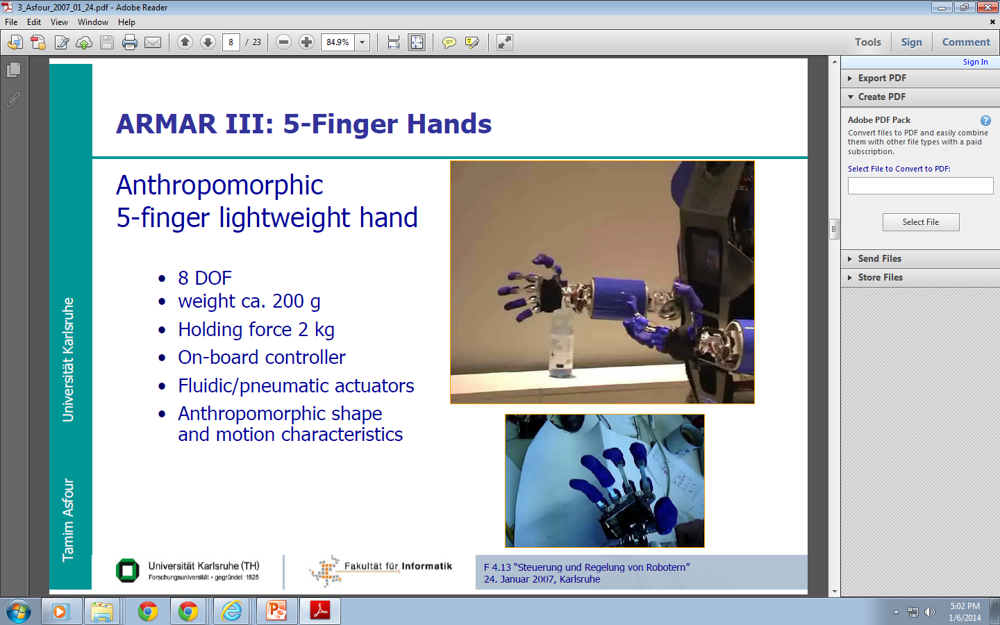 3_Asfour_2007_01_24.pdf - Adobe Reader
File Edit View Window Help
8 / 23 84.9% Tools Sign Comment
Sign In
Export PDF
Create PDF
Adobe PDF Pack
Convert files to PDF and easily combine
them with other file types with a paid
subscription.
Select File to Convert to PDF:
Select File
Send Files
Store Files
ARMAR III: 5-Finger Hands
Anthropomorphic
5-finger lightweight hand
• 8 DOF
• weight ca. 200 g
• Holding force 2 kg
• On-board controller
• Fluidic/pneumatic actuators
• Anthropomorphic shape
and motion characteristics
Universität Karlsruhe
Tamim Asfour
Universität Karlsruhe (TH)
Forschungsuniversität • gegründet 1825
Fakultät für Informatik
F 4.13 “Steuerung und Regelung von Robotern”
24. Januar 2007, Karlsruhe
5:02 PM
1/6/2014